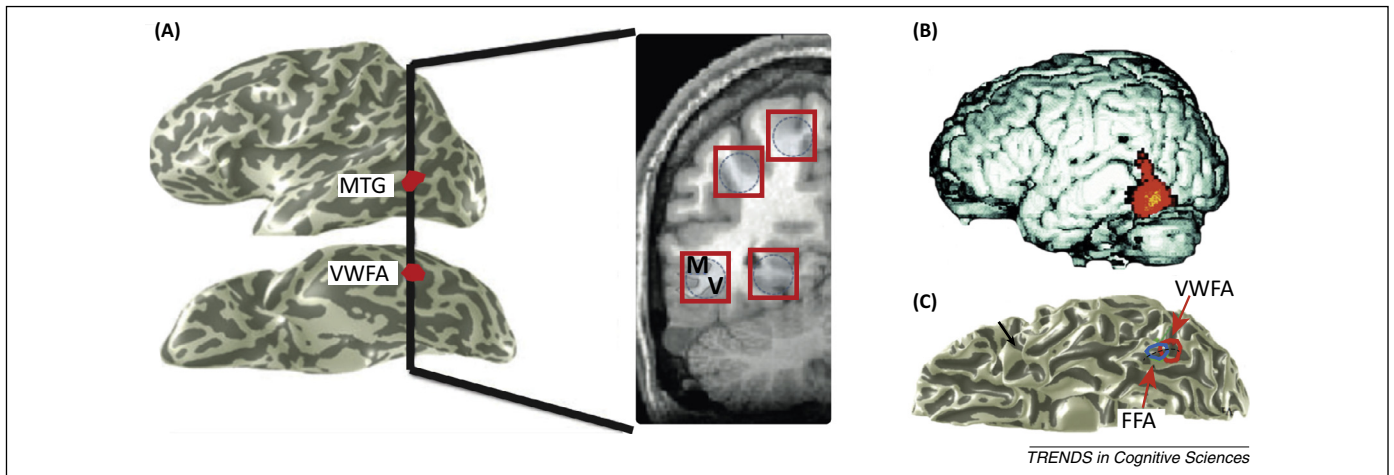 (A)
MTG
VWFA
M
V
(B)
(C)
VWFA
FFA
TRENDS in Cognitive Sciences